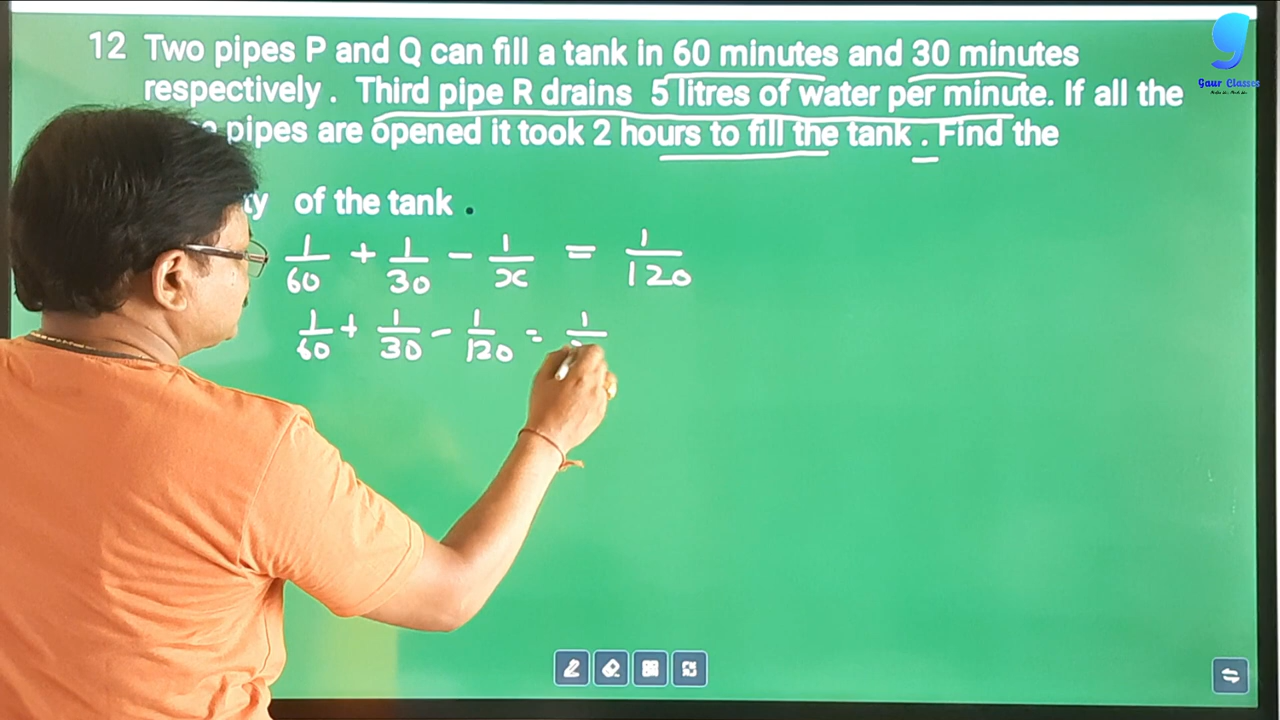 12 Two pipes P and Q can fill a tank in 60 minutes and 30 minutes
respectively . Third pipe R drains 5 litres of water per minute. If all the
pipes are opened it took 2 hours to fill the tank . Find the
of the tank .
1/60 + 1/30 - 1/x = 1/120
1/60 + 1/30 - 1/120 = 1/
g
Gaur Classes